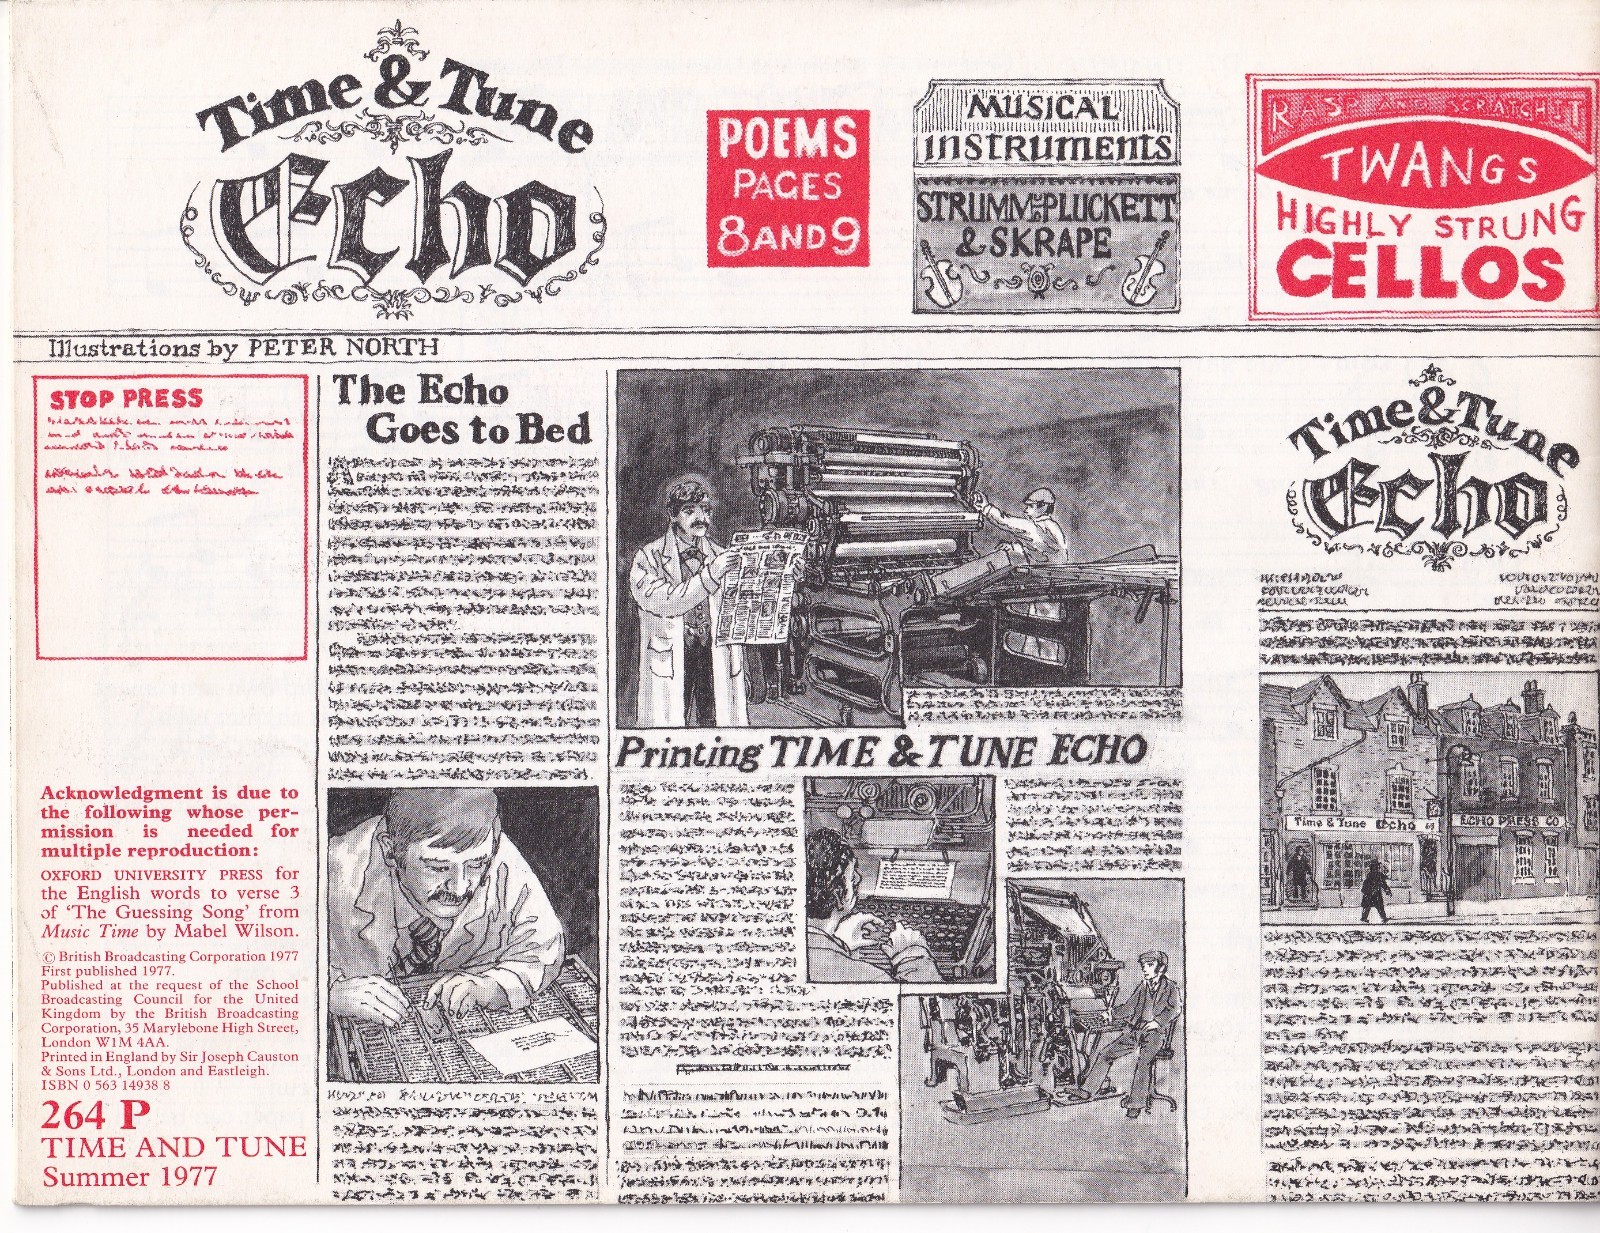 Time & Tune
Echo
POEMS
PAGES
8 AND 9
MUSICAL
InstRuments
STRUMM PLUCKETT
& SKRAPE
RASP AND SCRATCHIT
TWANGS
HIGHLY STRUNG
CELLOS
Illustrations by PETER NORTH
STOP PRESS
The Echo
Goes to Bed
Printing TIME & TUNE ECHO
Time & Tune
Echo
Time & Tune Echo
ECHO PRESS CO
Acknowledgment is due to
the following whose per-
mission is needed for
multiple reproduction:
OXFORD UNIVERSITY PRESS for
the English words to verse 3
of ‘The Guessing Song’ from
Music Time by Mabel Wilson.
© British Broadcasting Corporation 1977
First published 1977.
Published at the request of the School
Broadcasting Council for the United
Kingdom by the British Broadcasting
Corporation, 35 Marylebone High Street,
London W1M 4AA.
Printed in England by Sir Joseph Causton
& Sons Ltd., London and Eastleigh.
ISBN 0 563 14938 8
264 P
TIME AND TUNE
Summer 1977